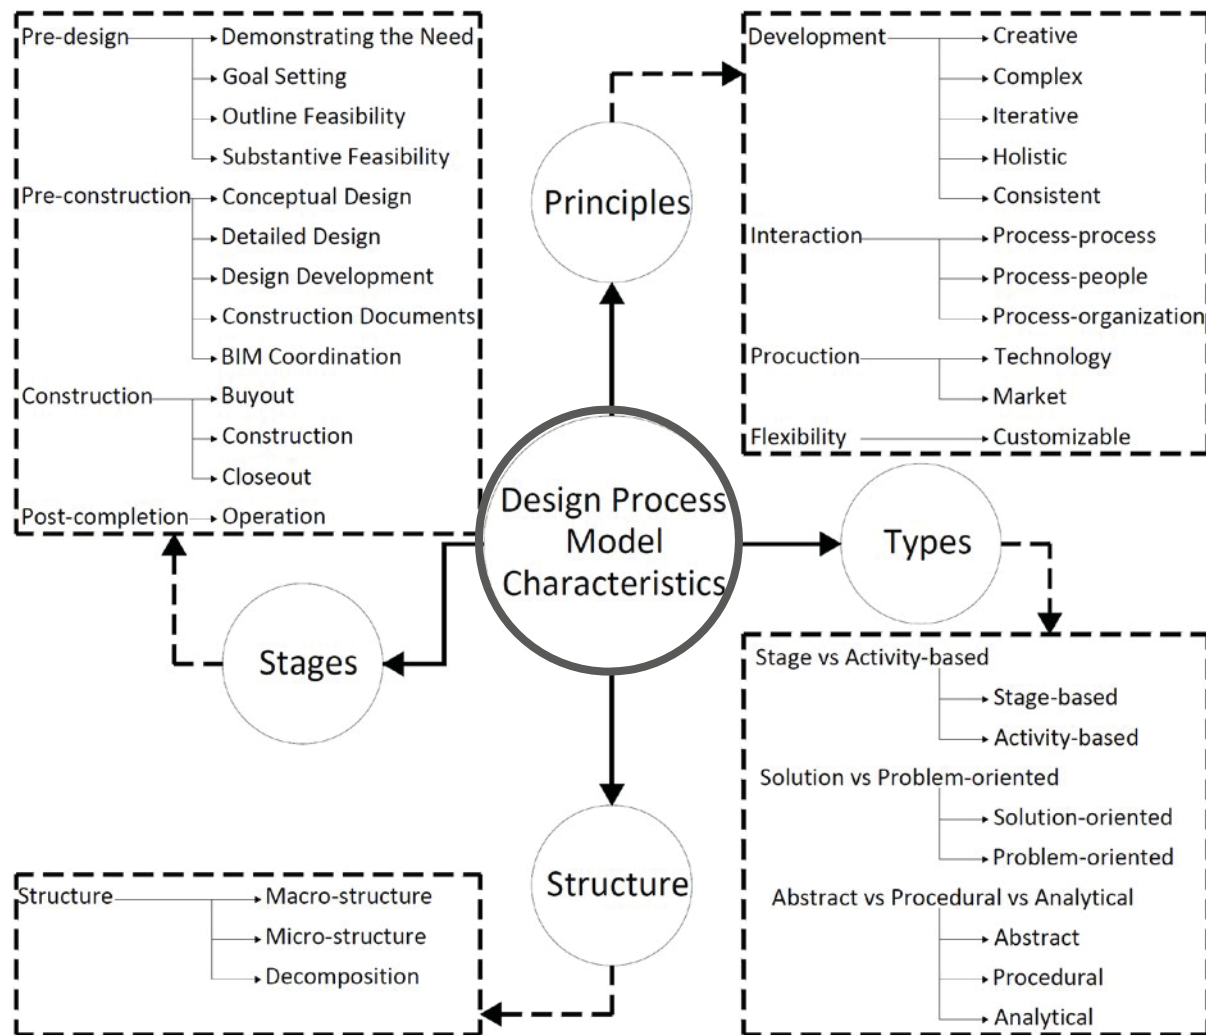 Pre-design
Demonstrating the Need
Goal Setting
Outline Feasibility
Substantive Feasibility
Pre-construction
Conceptual Design
Detailed Design
Design Development
Construction Documents
BIM Coordination
Construction
Buyout
Construction
Closeout
Post-completion
Operation
Principles
Development
Creative
Complex
Iterative
Holistic
Consistent
Interaction
Process-process
Process-people
Process-organization
Procuction
Technology
Market
Flexibility
Customizable
Design Process
Model
Characteristics
Types
Stages
Stage vs Activity-based
Stage-based
Activity-based
Solution vs Problem-oriented
Solution-oriented
Problem-oriented
Abstract vs Procedural vs Analytical
Abstract
Procedural
Analytical
Structure
Structure
Macro-structure
Micro-structure
Decomposition